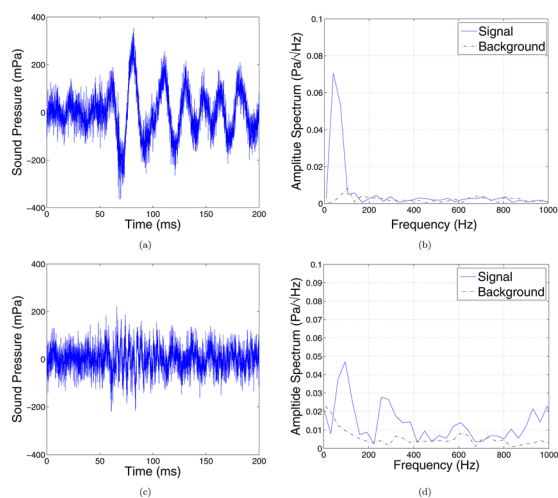 400
200
0
−200
−400
Sound Pressure (mPa)
0 50 100 150 200
Time (ms)
(a)
0.1
0.08
0.06
0.04
0.02
0
Amplitue Spectrum (Pa/√Hz)
Signal
Background
0 200 400 600 800 1000
Frequency (Hz)
(b)
400
200
0
−200
−400
Sound Pressure (mPa)
0 50 100 150 200
Time (ms)
(c)
0.1
0.09
0.08
0.07
0.06
0.05
0.04
0.03
0.02
0.01
0
Ampltide Spectrum (Pa/√Hz)
Signal
Background
0 200 400 600 800 1000
Frequency (Hz)
(d)